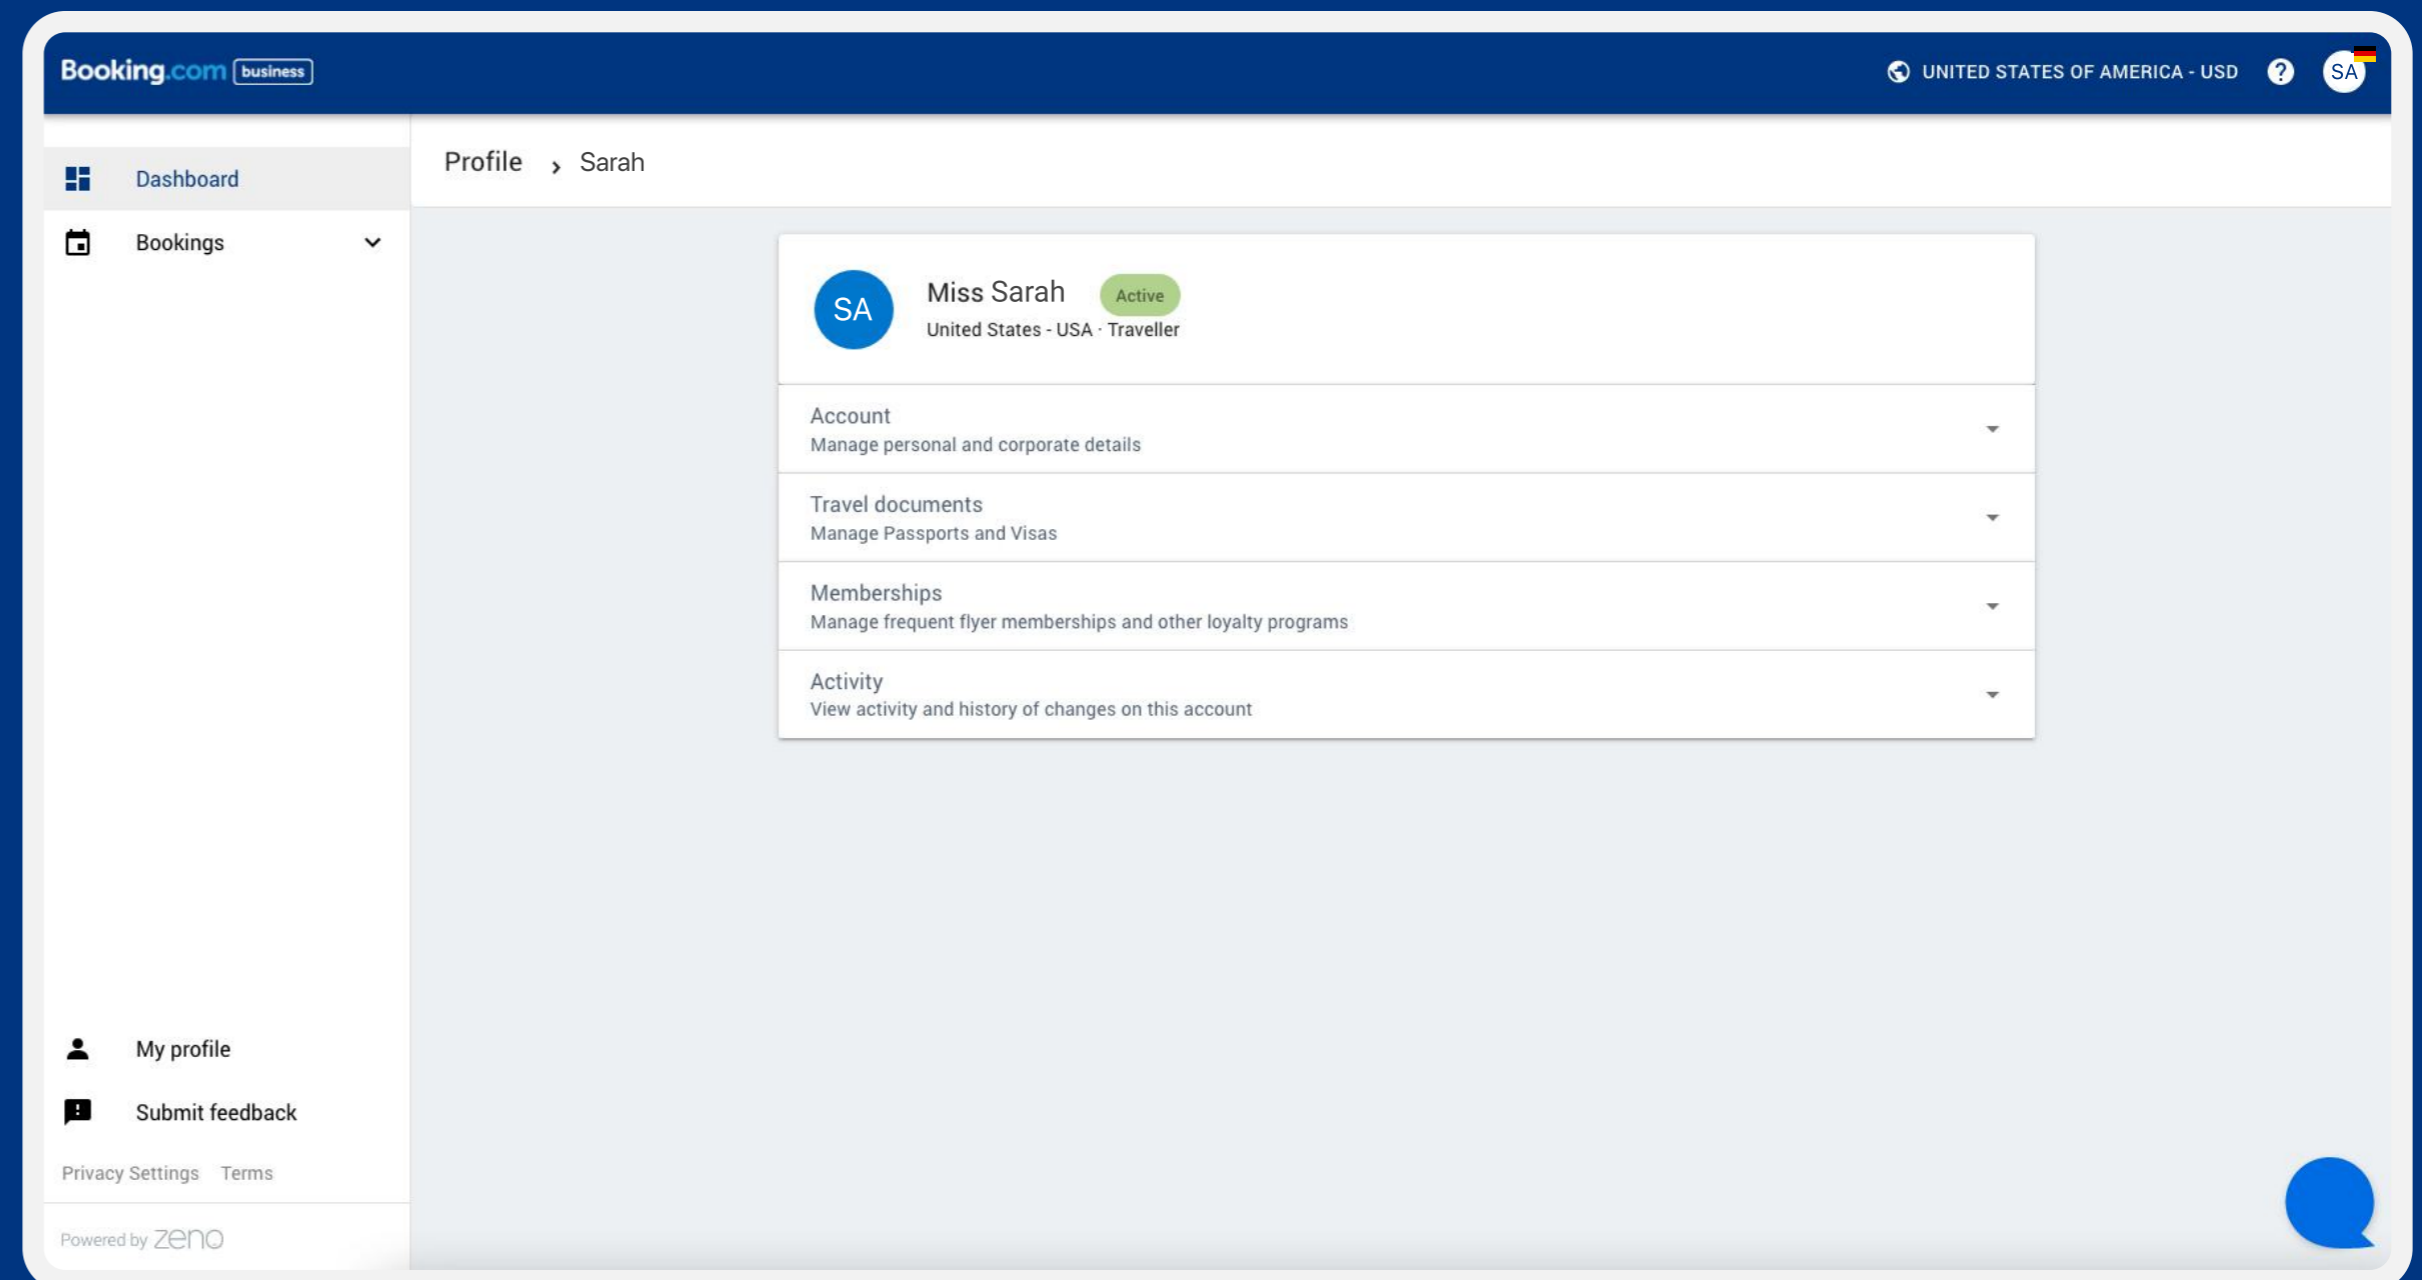 Booking.com business
UNITED STATES OF AMERICA - USD
?
SA
Dashboard
Bookings
Profile › Sarah
SA
Miss Sarah
Active
United States - USA · Traveller
Account
Manage personal and corporate details
Travel documents
Manage Passports and Visas
Memberships
Manage frequent flyer memberships and other loyalty programs
Activity
View activity and history of changes on this account
My profile
Submit feedback
Privacy Settings Terms
Powered by zeno